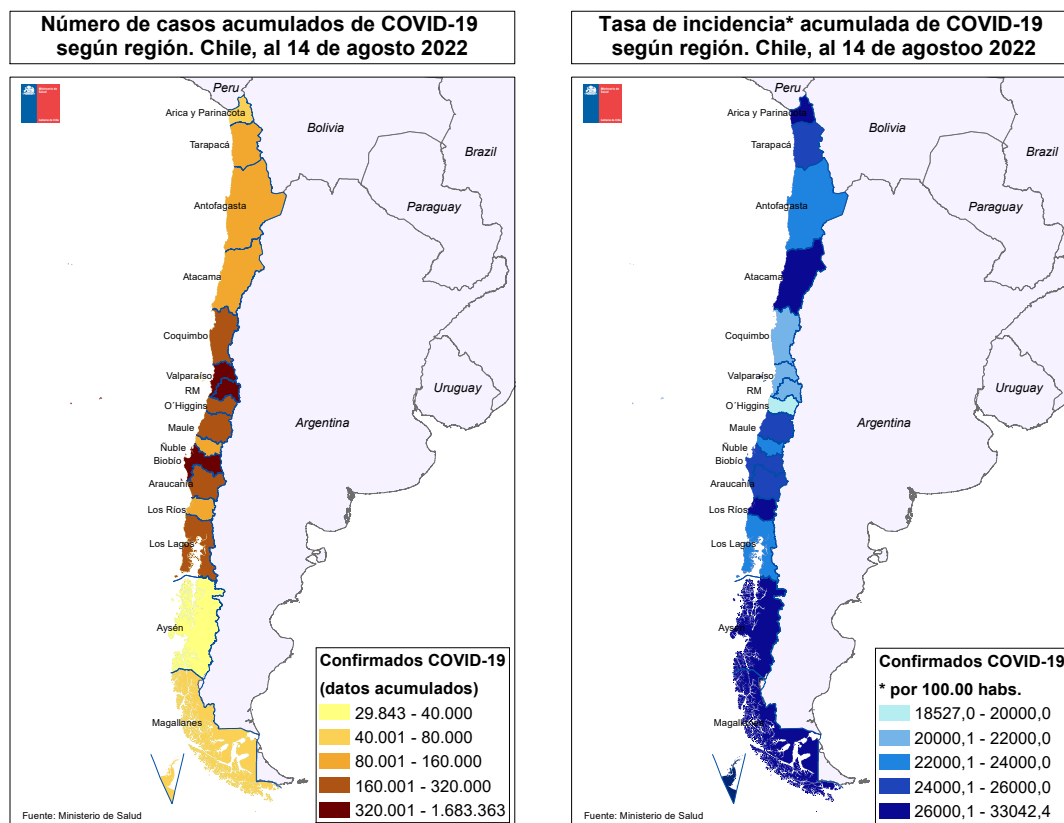 Número de casos acumulados de COVID-19
según región. Chile, al 14 de agosto 2022
Peru
Arica y Parinacota
Bolivia
Tarapacá
Brazil
Antofagasta
Paraguay
Atacama
Coquimbo
Valparaíso
RM
Uruguay
O´Higgins
Argentina
Maule
Ñuble
Biobío
Araucanía
Los Ríos
Los Lagos
Aysén
Magallanes
Confirmados COVID-19
(datos acumulados)
29.843 - 40.000
40.001 - 80.000
80.001 - 160.000
160.001 - 320.000
320.001 - 1.683.363
Fuente: Ministerio de Salud
Tasa de incidencia* acumulada de COVID-19
según región. Chile, al 14 de agostoo 2022
Peru
Arica y Parinacota
Bolivia
Tarapacá
Brazil
Antofagasta
Paraguay
Atacama
Coquimbo
Valparaíso
RM
Uruguay
O´Higgins
Argentina
Maule
Ñuble
Biobío
Araucanía
Los Ríos
Los Lagos
Aysén
Magallanes
Confirmados COVID-19
* por 100.00 habs.
18527,0 - 20000,0
20000,1 - 22000,0
22000,1 - 24000,0
24000,1 - 26000,0
26000,1 - 33042,4
Fuente: Ministerio de Salud